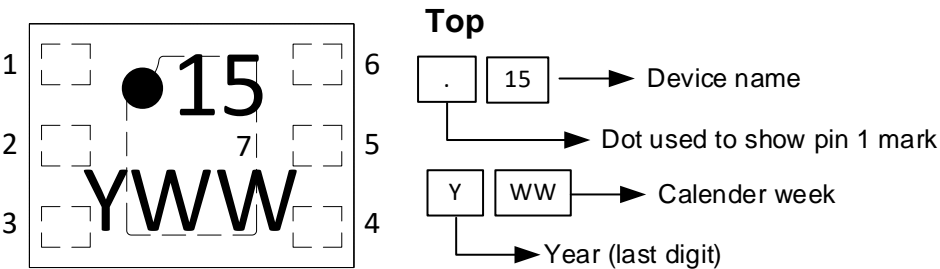 Top
1 ●15 6
. 15 Device name
2 7 5
Dot used to show pin 1 mark
YWW
Y WW Calender week
3 4
Year (last digit)